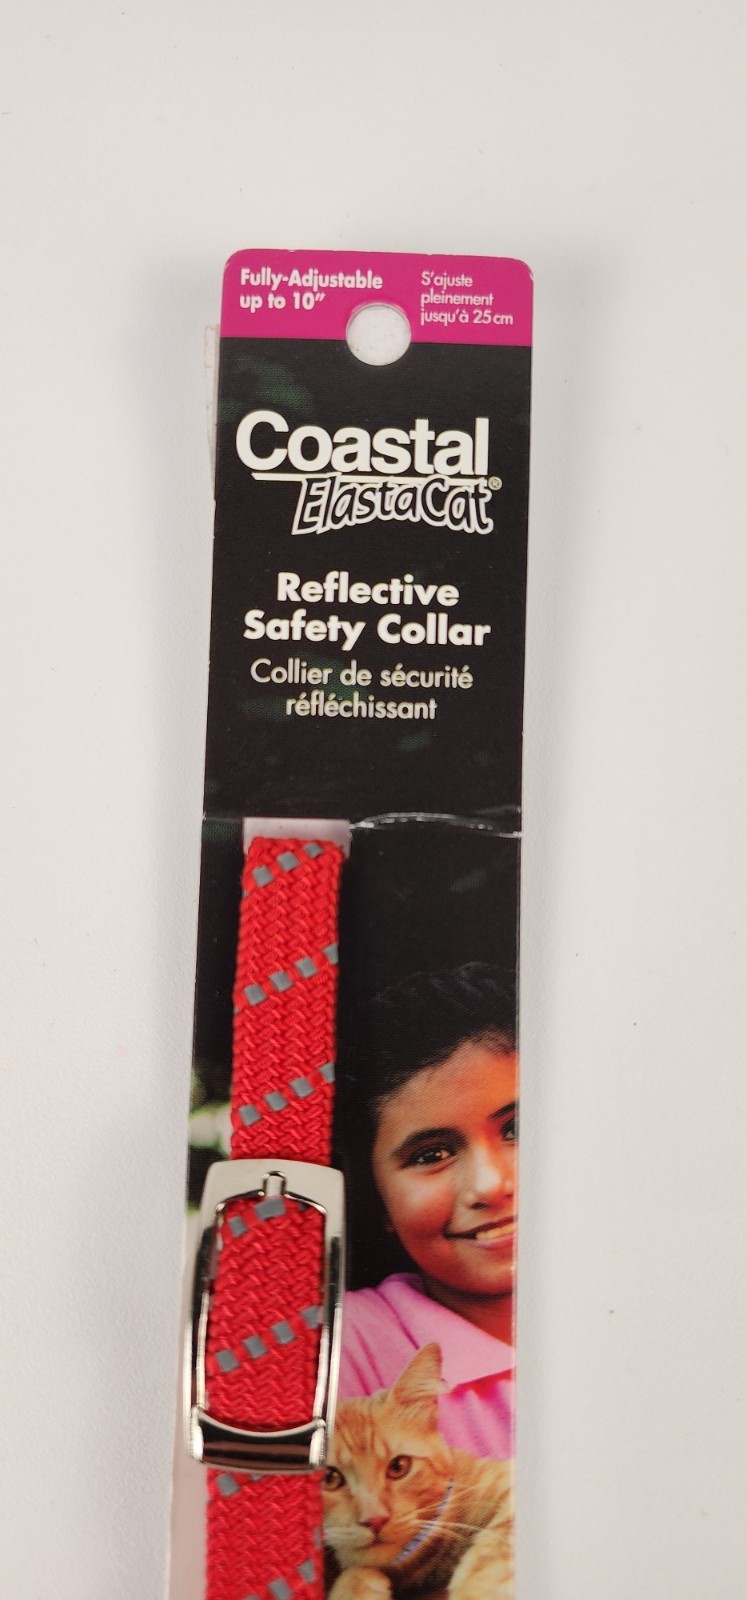 Fully-Adjustable
up to 10"
S'ajuste
pleinement
jusqu'à 25 cm
Coastal
ElastaCat®
Reflective
Safety Collar
Collier de sécurité
réfléchissant